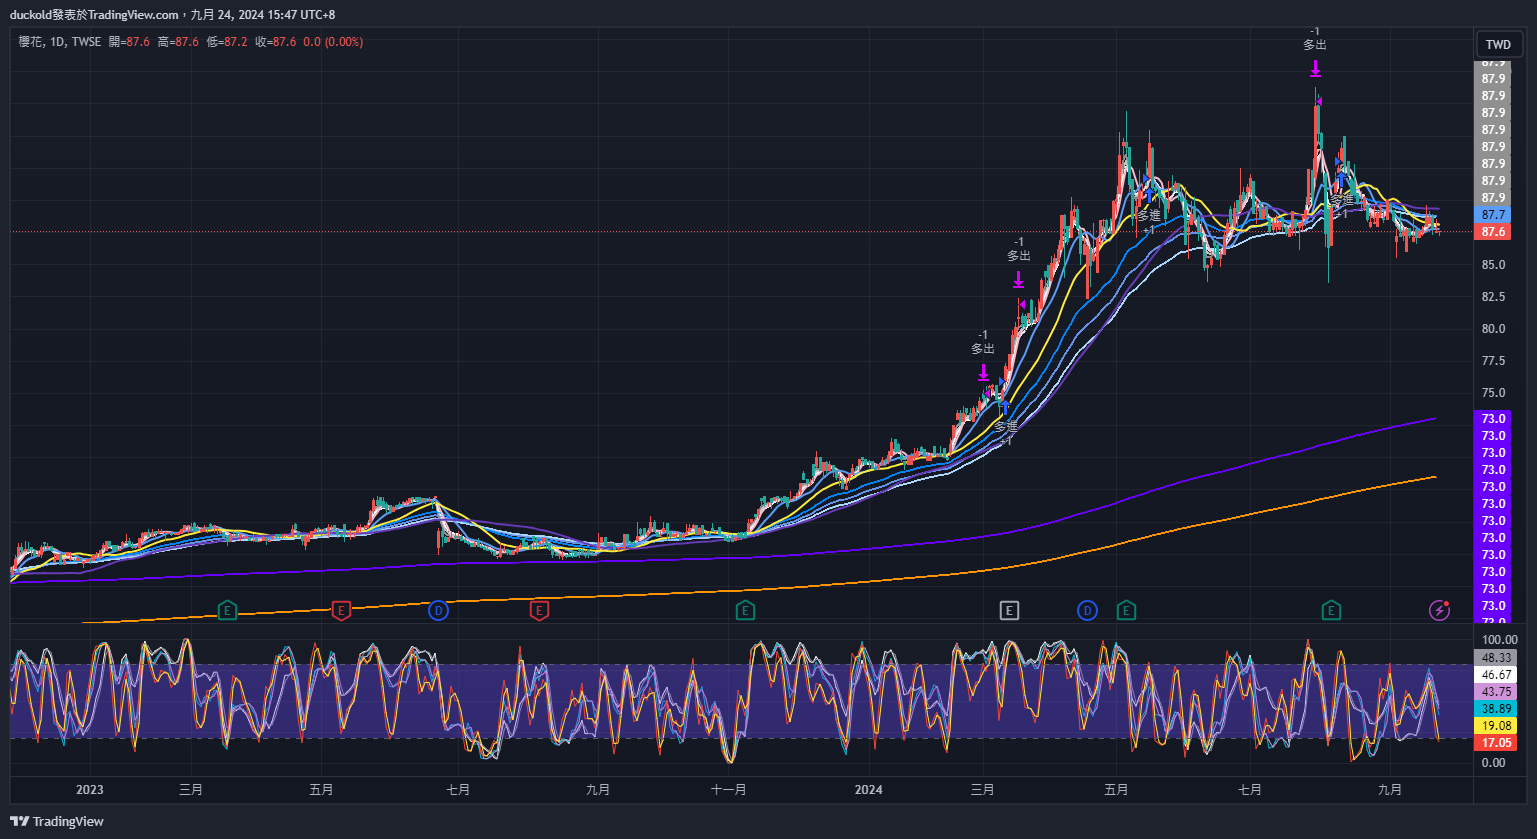 duckold發表於TradingView.com，九月 24, 2024 15:47 UTC+8
櫻花, 1D, TWSE 開=87.6 高=87.6 低=87.2 收=87.6 0.0 (0.00%)
TWD
87.9
87.9
87.9
87.9
87.9
87.9
87.9
87.9
87.9
87.7
87.6
85.0
82.5
80.0
77.5
75.0
73.0
73.0
73.0
73.0
73.0
73.0
73.0
73.0
73.0
73.0
73.0
73.0
-1
多出
-1
多出
多進
+1
-1
多出
多進
+1
多進
+1
E
E
D
E
E
E
D
E
E
100.00
48.33
46.67
43.75
38.89
19.08
17.05
0.00
2023
三月
五月
七月
九月
十一月
2024
三月
五月
七月
九月
TradingView